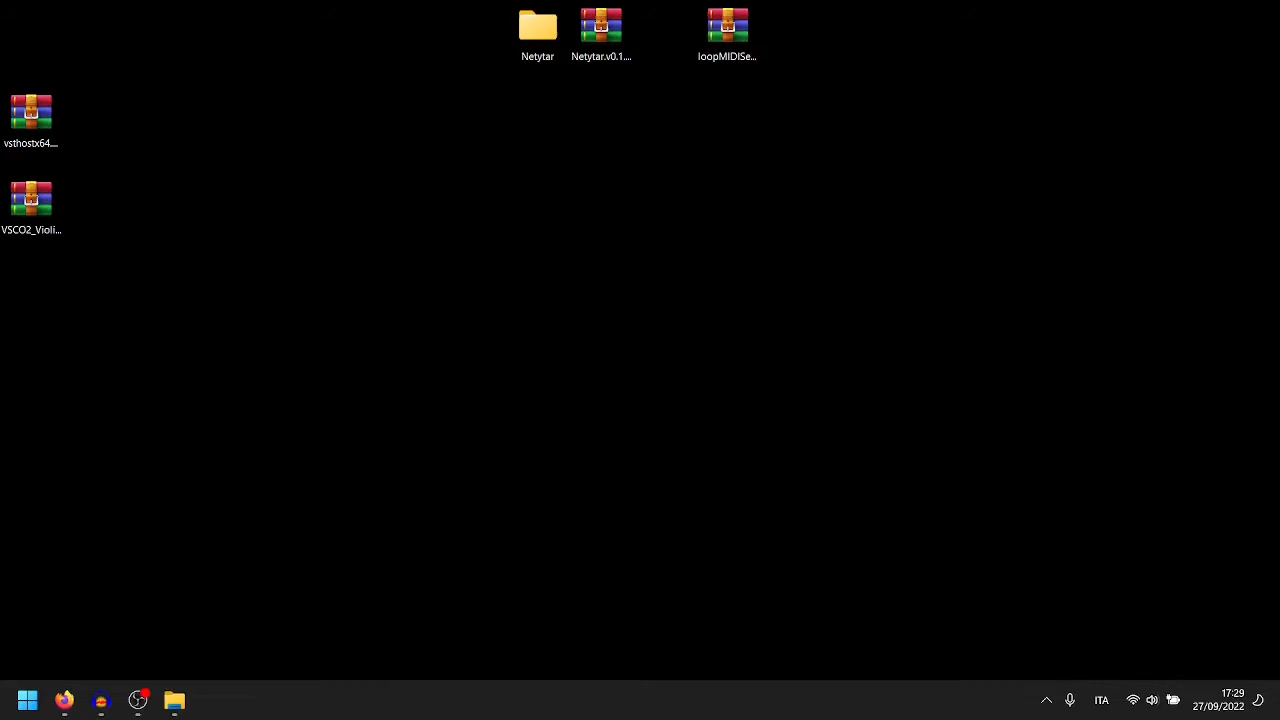 Netytar
Netytar.v0.1....
loopMIDISe...
vsthostx64....
VSCO2_Violi...
ITA
17:29
27/09/2022